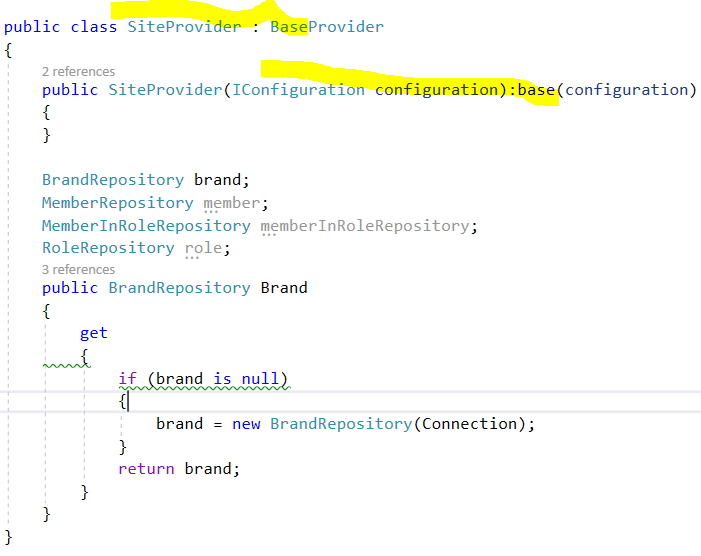 public class SiteProvider : BaseProvider
{
2 references
public SiteProvider(IConfiguration configuration):base(configuration)
{
}
BrandRepository brand;
MemberRepository member;
MemberInRoleRepository memberInRoleRepository;
RoleRepository role;
3 references
public BrandRepository Brand
{
get
{
if (brand is null)
{
brand = new BrandRepository(Connection);
}
return brand;
}
}
}